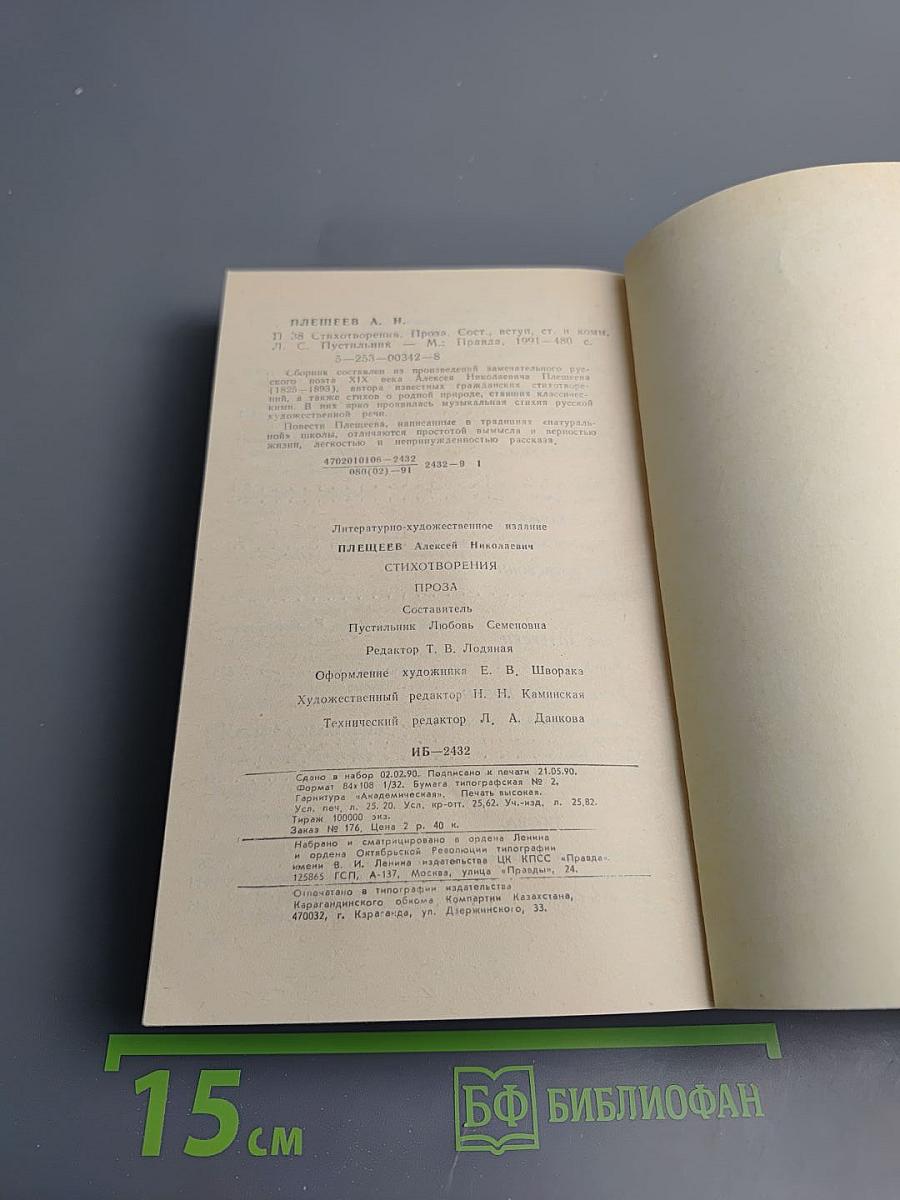 ПЛЕЩЕЕВ А. Н.
П 38 Стихотворения. Проза. Сост., вступ. ст. и комм.
Л. С. Пустильник — М.: Правда, 1991—480 с.
5—253—00342—8
Сборник составлен из произведений замечательного рус-
ского поэта XIX века Алексея Николаевича Плещеева
(1825—1893), автора известных гражданских стихотворе-
ний, а также стихов о родной природе, ставших классичес-
кими. В них ярко проявилась музыкальная стихия русской
художественной речи.
Повести Плещеева, написанные в традициях «натураль-
ной» школы, отличаются простотой вымысла и верностью
жизни, легкостью и непринужденностью рассказа.
4702010106—2432
080(02)—91 2432—9 1
Литературно-художественное издание
ПЛЕЩЕЕВ Алексей Николаевич
СТИХОТВОРЕНИЯ
ПРОЗА
Составитель
Пустильник Любовь Семеновна
Редактор Т. В. Лодяная
Оформление художника Е. В. Шворака
Художественный редактор Н. Н. Каминская
Технический редактор Л. А. Данкова
ИБ—2432
Сдано в набор 02.02.90. Подписано к печати 21.05.90.
Формат 84х108 1/32. Бумага типографская № 2.
Гарнитура «Академическая». Печать высокая.
Усл. печ. л. 25.20. Усл. кр-отт. 25,62. Уч.-изд. л. 25,82.
Тираж 100000 экз.
Заказ № 176. Цена 2 р. 40 к.
Набрано и сматрицировано в ордена Ленина
и ордена Октябрьской Революции типографии
имени В. И. Ленина издательства ЦК КПСС «Правда».
125865 ГСП, А-137, Москва, улица «Правды», 24.
Отпечатано в типографии издательства
Карагандинского обкома Компартии Казахстана,
470032, г. Караганда, ул. Дзержинского, 33.
15 см
БФ БИБЛИОФАН